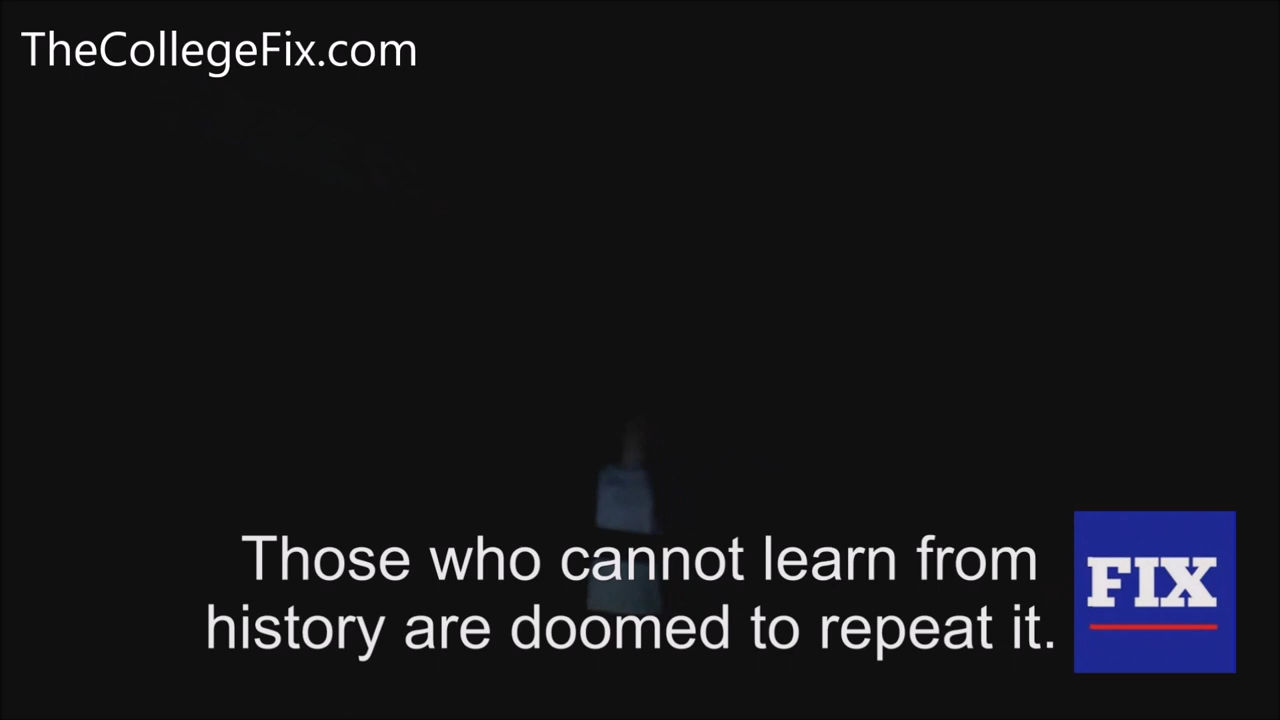 TheCollegeFix.com
Those who cannot learn from
history are doomed to repeat it.
FIX